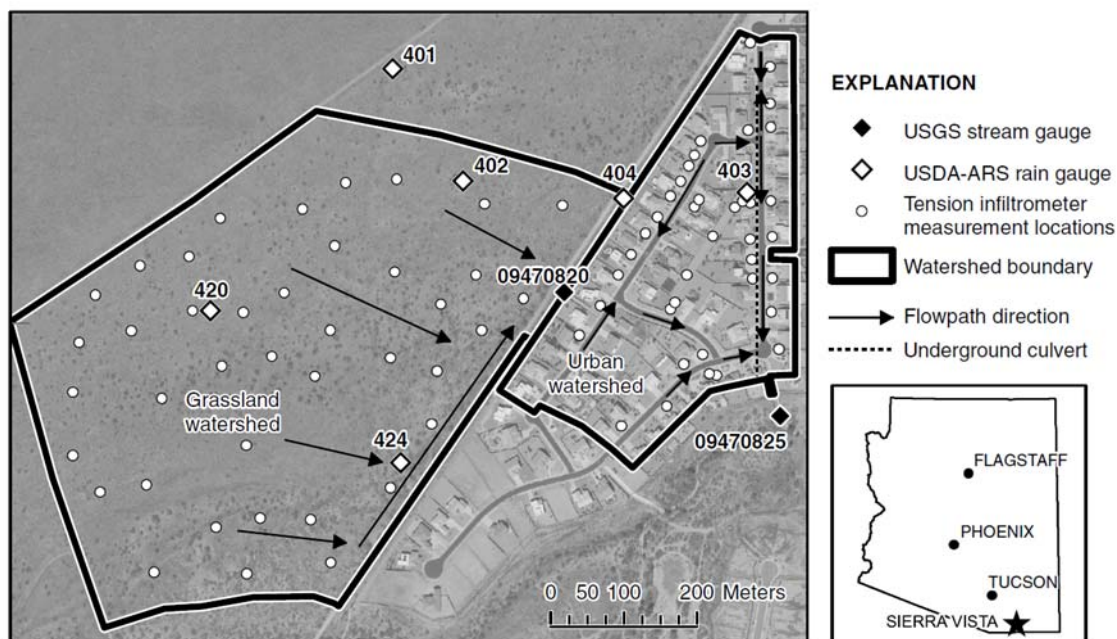 401
402
404
403
09470820
420
Urban
watershed
Grassland
watershed
424
09470825
0 50 100 200 Meters
EXPLANATION
USGS stream gauge
USDA-ARS rain gauge
Tension infiltrometer
measurement locations
Watershed boundary
Flowpath direction
Underground culvert
FLAGSTAFF
PHOENIX
TUCSON
SIERRA VISTA